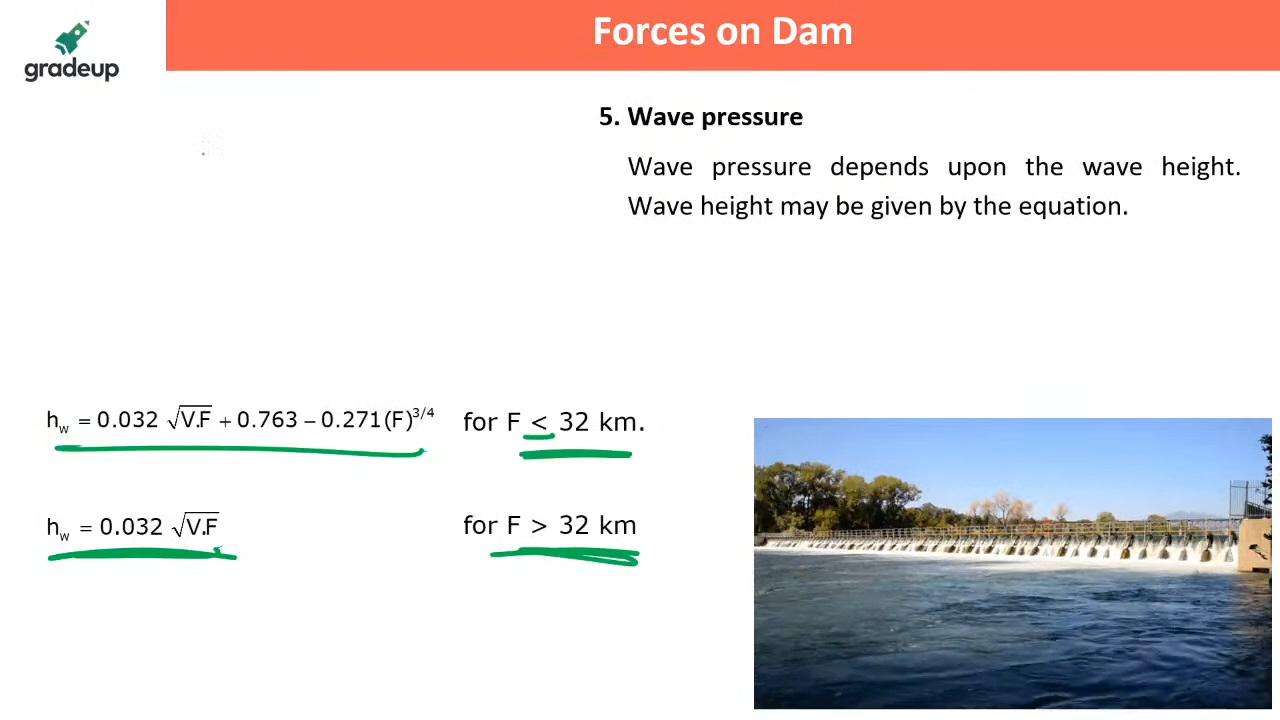 Forces on Dam
gradeup
5. Wave pressure
Wave pressure depends upon the wave height.
Wave height may be given by the equation.
h_w = 0.032 √V.F + 0.763 – 0.271(F)^3/4 for F < 32 km.
h_w = 0.032 √V.F for F > 32 km